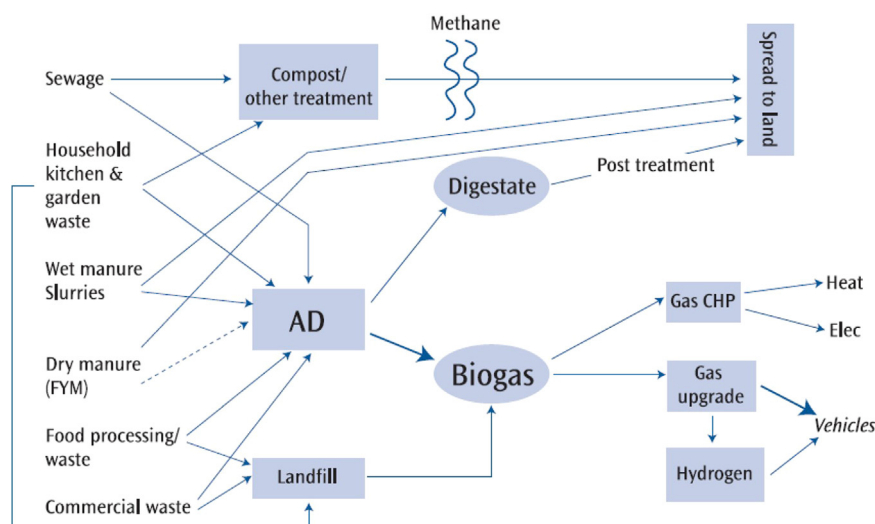 Methane
Sewage
Compost/
other treatment
Spread to land
Household
kitchen &
garden
waste
Post treatment
Digestate
Wet manure
Slurries
AD
Gas CHP
Heat
Elec
Dry manure
(FYM)
Biogas
Gas
upgrade
Vehicles
Food processing/
waste
Landfill
Hydrogen
Commercial waste